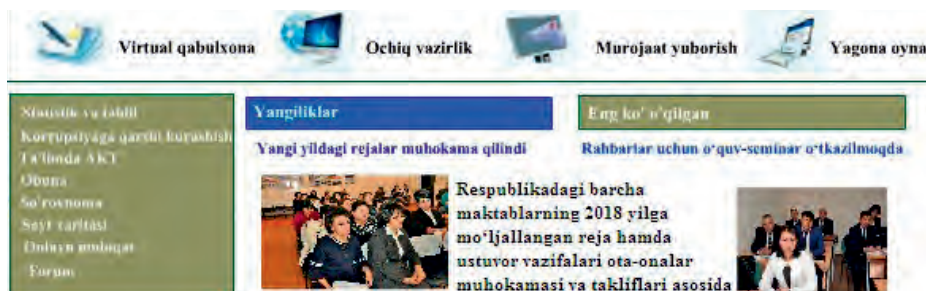 Virtual qabulxona
Ochiq vazirlik
Murojaat yuborish
Yagona oyna
Statistik va tahlil
Korrupsiyaga qarshi kurashish
Ta'limda AKT
Obuna
So'rovnoma
Sayt xaritasi
Onlayn muloqat
Forum
Yangiliklar
Yangi yildagi rejalar muhokama qilindi
Respublikadagi barcha
maktablarning 2018 yilga
mo‘ljallangan reja hamda
ustuvor vazifalari ota-onalar
muhokamasi va takliflari asosida
Eng ko' o'qilgan
Rahbarlar uchun o‘quv-seminar o‘tkazilmoqda